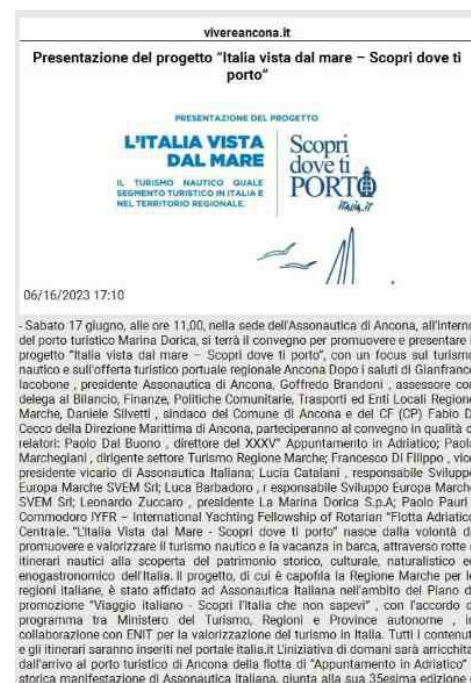 vivereancona.it
Presentazione del progetto "Italia vista dal mare – Scopri dove ti
porto"
PRESENTAZIONE DEL PROGETTO
L'ITALIA VISTA
DAL MARE
IL TURISMO NAUTICO QUALE
SEGMENTO TURISTICO IN ITALIA E
NEL TERRITORIO REGIONALE.
Scopri
dove ti
PORTO
italia.it
06/16/2023 17:10
- Sabato 17 giugno, alle ore 11,00, nella sede dell'Assonautica di Ancona, all'interno
del porto turistico Marina Dorica, si terrà il convegno per promuovere e presentare i
progetto "Italia vista dal mare – Scopri dove ti porto", con un focus sul turismo
nautico e sull'offerta turistico portuale regionale Ancona Dopo i saluti di Gianfranco
Iacobone , presidente Assonautica di Ancona, Goffredo Brandoni , assessore con
delega al Bilancio, Finanze, Politiche Comunitarie, Trasporti ed Enti Locali Regione
Marche, Daniele Silvetti , sindaco del Comune di Ancona e del CF (CP) Fabio D
Cecco della Direzione Marittima di Ancona, parteciperanno al convegno in qualità d
relatori: Paolo Dal Buono , direttore del XXXV° Appuntamento in Adriatico; Paola
Marchegiani , dirigente settore Turismo Regione Marche; Francesco Di Filippo , vice
presidente vicario di Assonautica Italiana; Lucia Catalani , responsabile Sviluppo
Europa Marche SVEM Srl; Luca Barbadoro , r esponsabile Sviluppo Europa Marche
SVEM Srl; Leonardo Zuccaro , presidente La Marina Dorica S.p.A; Paolo Pauri -
Commodoro IYFR – International Yachting Fellowship of Rotarian "Flotta Adriatico
Centrale. "L'Italia Vista da Mare - Scopri dove ti porto" nasce dalla volontà d
promuovere e valorizzare il turismo nautico e la vacanza in barca, attraverso rotte e
itinerari nautici alla scoperta del patrimonio storico, culturale, naturalistico ed
enogastronomico dell'Italia. Il progetto, di cui è capofila la Regione Marche per le
regioni italiane, è stato affidato ad Assonautica Italiana nell'ambito del Piano d
promozione "Viaggio italiano - Scopri l'Italia che non sapevi" , con l'accordo d
programma tra Ministero del Turismo, Regioni e Province autonome , in
collaborazione con ENIT per la valorizzazione del turismo in Italia. Tutti i contenut
e gli itinerari saranno inseriti nel portale italia.it L'iniziativa di domani sarà arricchita
dall'arrivo al porto turistico di Ancona della flotta di "Appuntamento in Adriatico"
storica manifestazione di Assonautica Italiana, giunta alla sua 35esima edizione